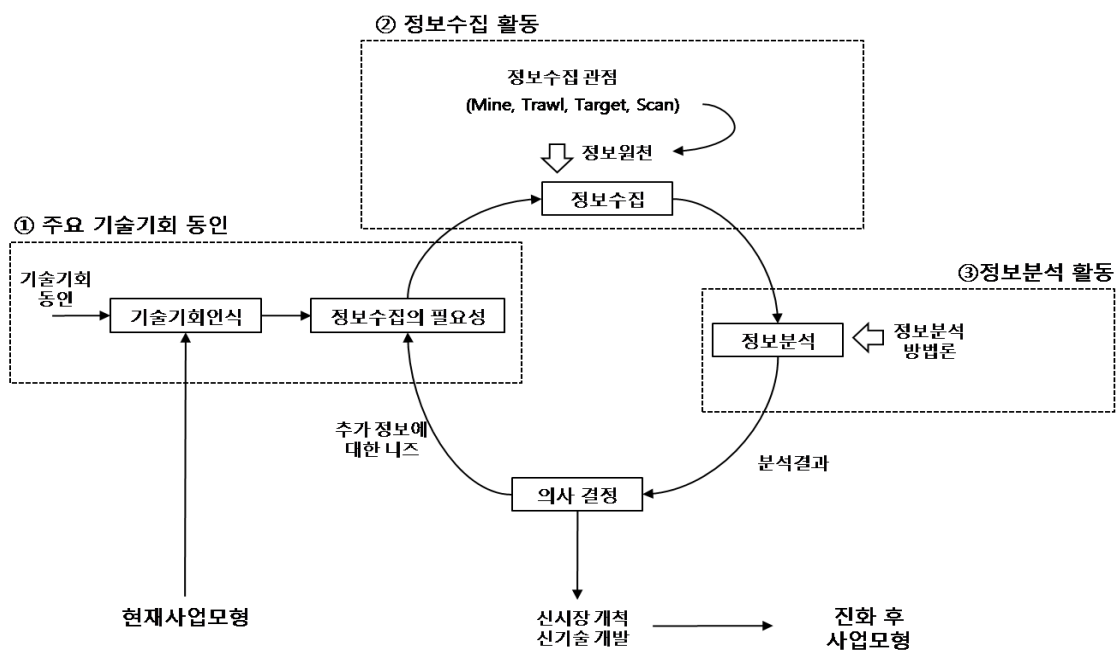 ② 정보수집 활동
정보수집 관점
(Mine, Trawl, Target, Scan)
정보원천
정보수집
① 주요 기술기회 동인
기술기회
동인
기술기회인식
정보수집의 필요성
③정보분석 활동
정보분석
정보분석
방법론
추가 정보에
대한 니즈
분석결과
의사 결정
현재사업모형
신시장 개척
신기술 개발
진화 후
사업모형